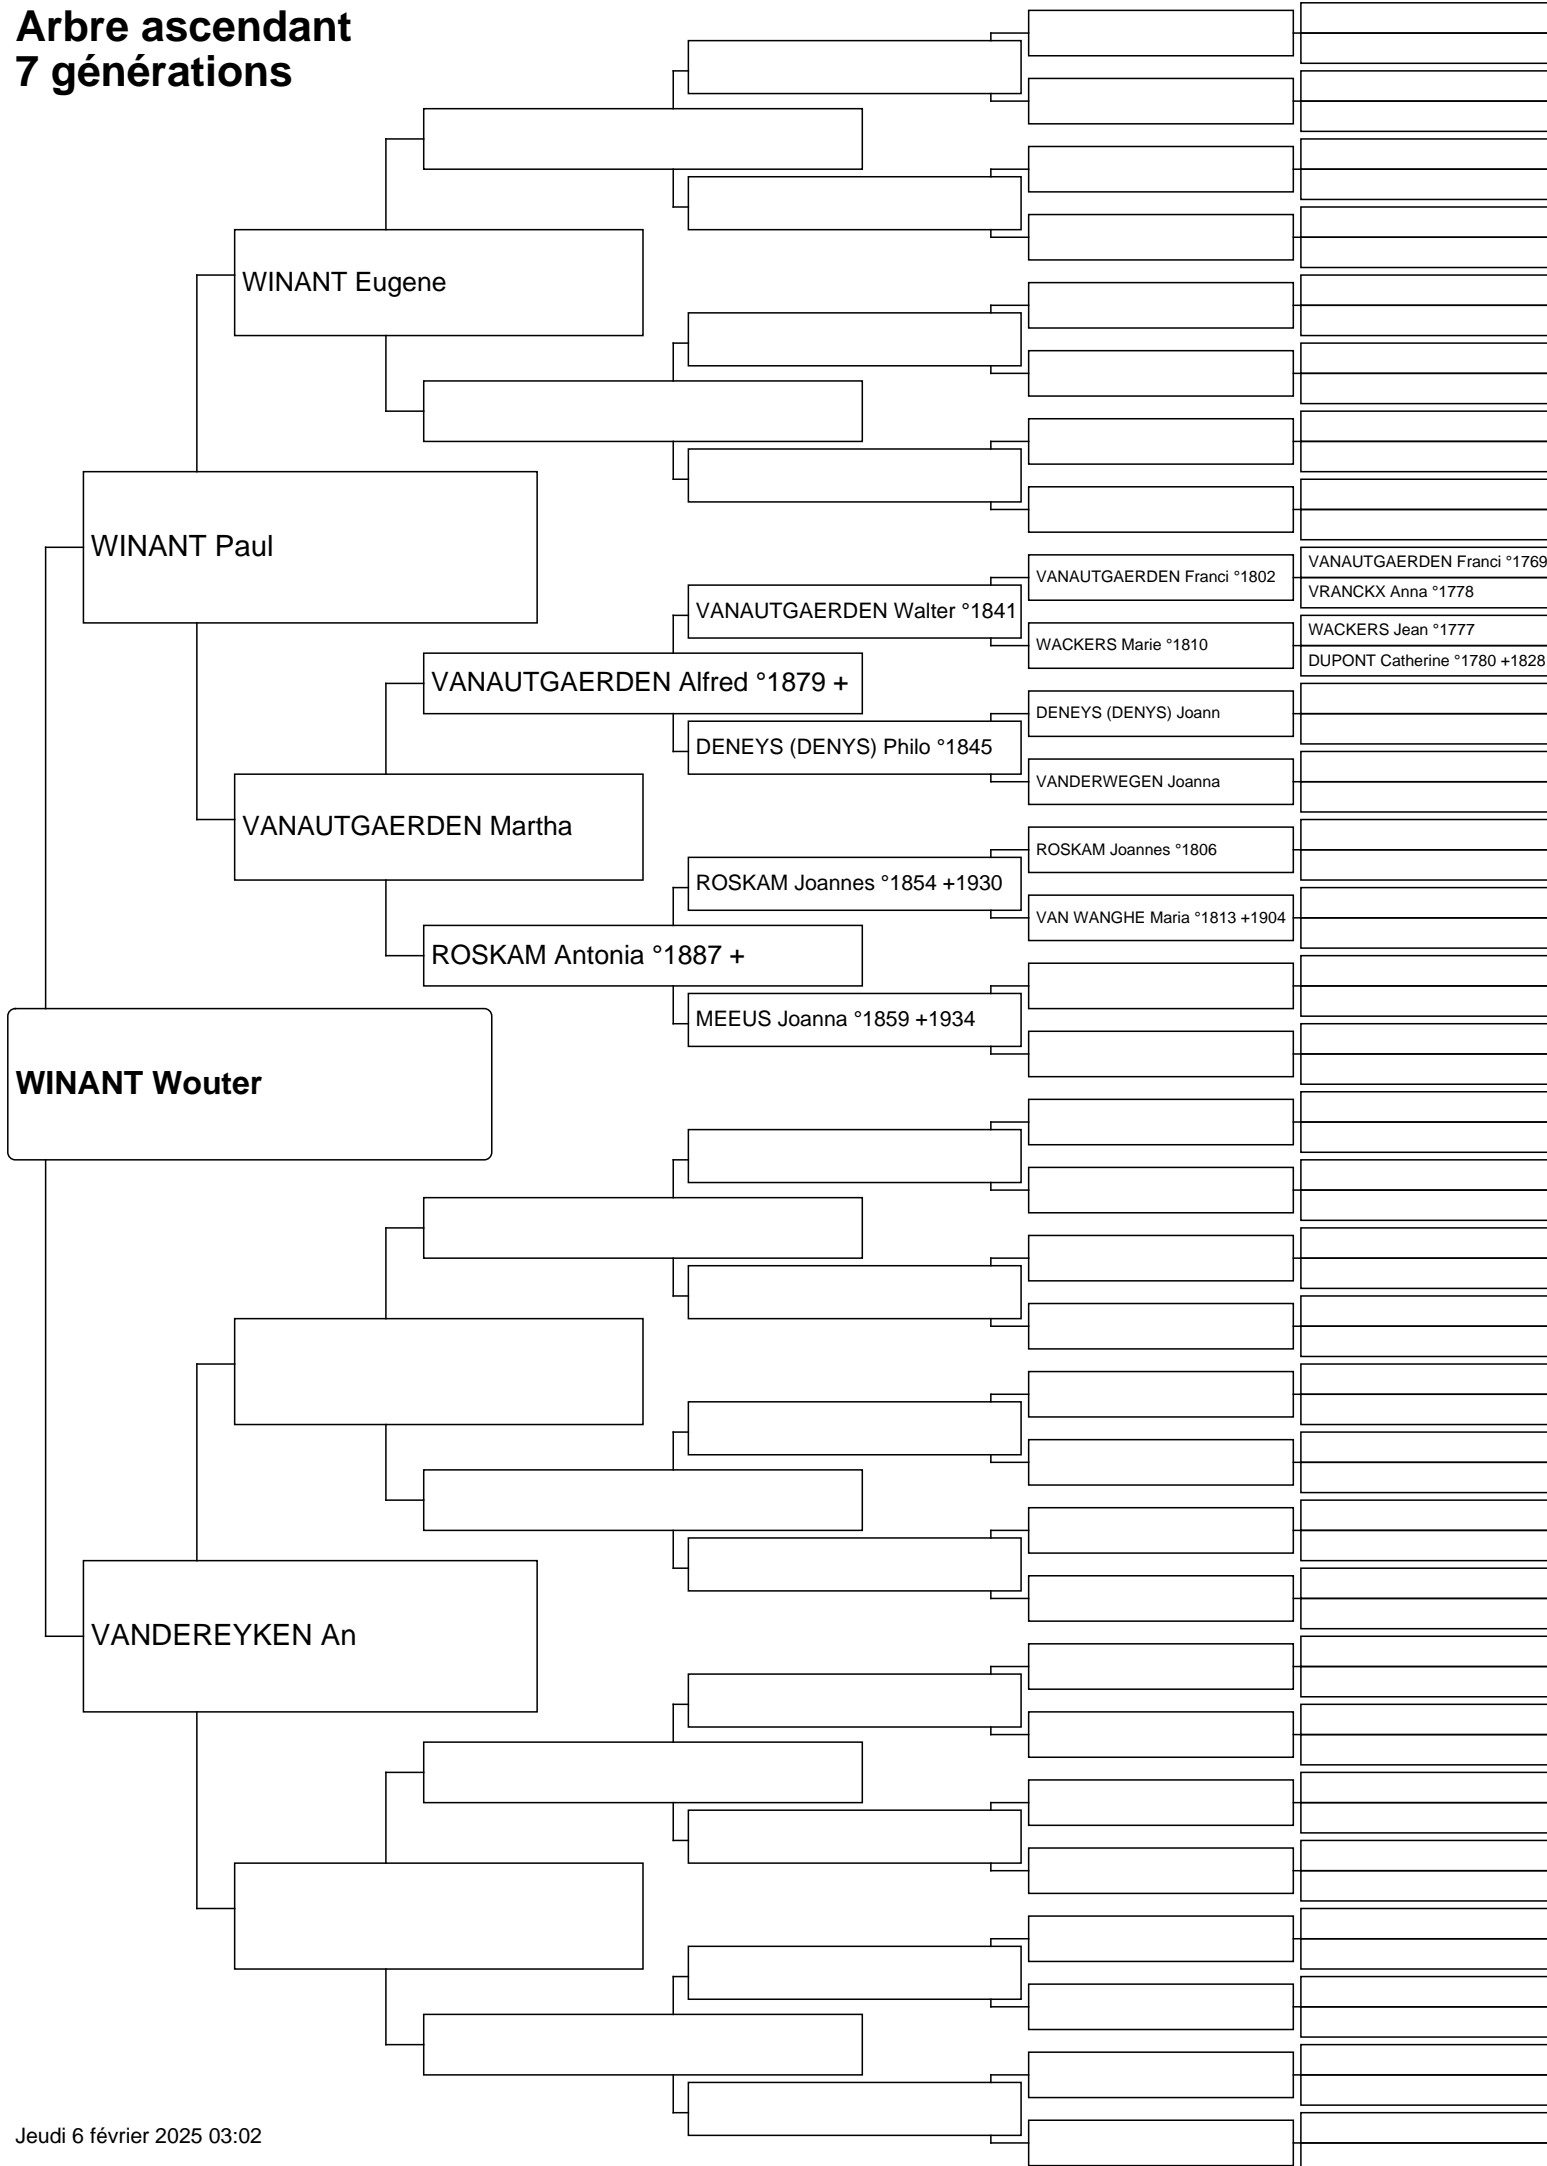 Arbre ascendant
7 générations
WINANT Eugene
WINANT Paul
VANAUTGAERDEN Franci °1802
VANAUTGAERDEN Franci °1769
VRANCKX Anna °1778
VANAUTGAERDEN Walter °1841
WACKERS Marie °1810
WACKERS Jean °1777
DUPONT Catherine °1780 +1828
VANAUTGAERDEN Alfred °1879 +
DENEYS (DENYS) Joann
DENEYS (DENYS) Philo °1845
VANDERWEGEN Joanna
VANAUTGAERDEN Martha
ROSKAM Joannes °1806
ROSKAM Joannes °1854 +1930
VAN WANGHE Maria °1813 +1904
ROSKAM Antonia °1887 +
MEEUS Joanna °1859 +1934
WINANT Wouter
VANDEREYKEN An
Jeudi 6 février 2025 03:02